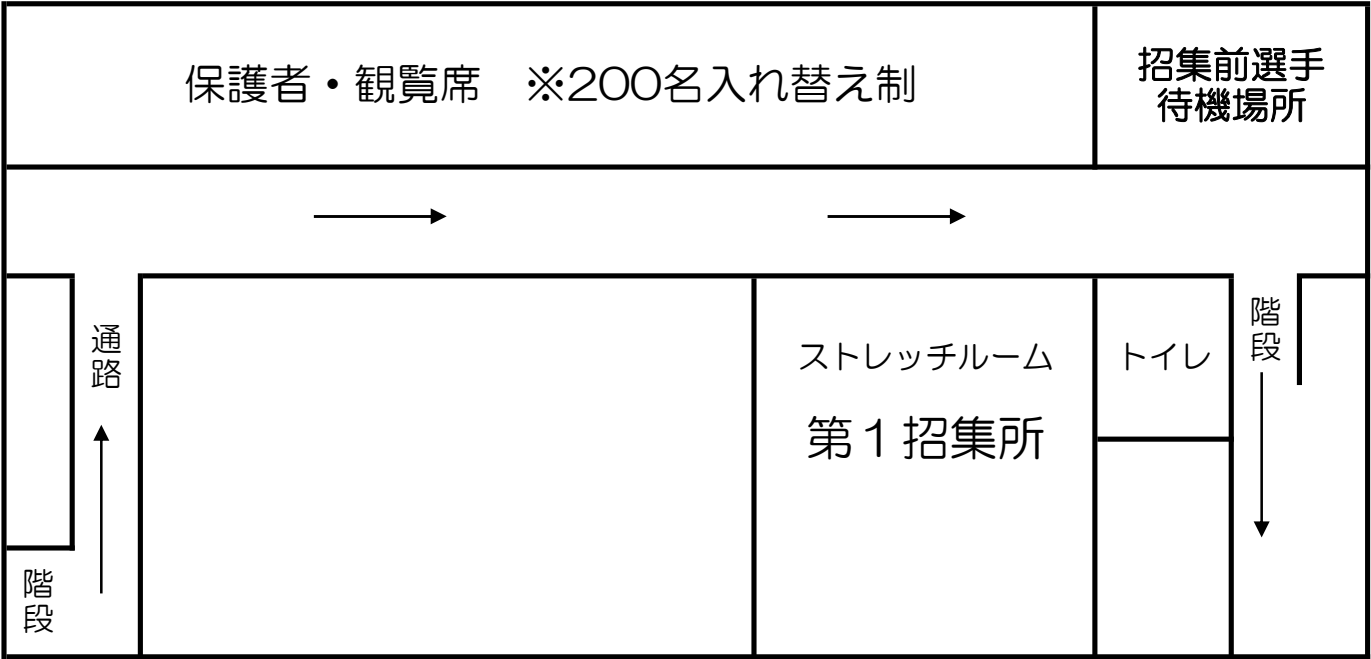 保護者・観覧席　※200名入れ替え制
招集前選手
待機場所
通路
階段
ストレッチルーム
第１招集所
トイレ
階段